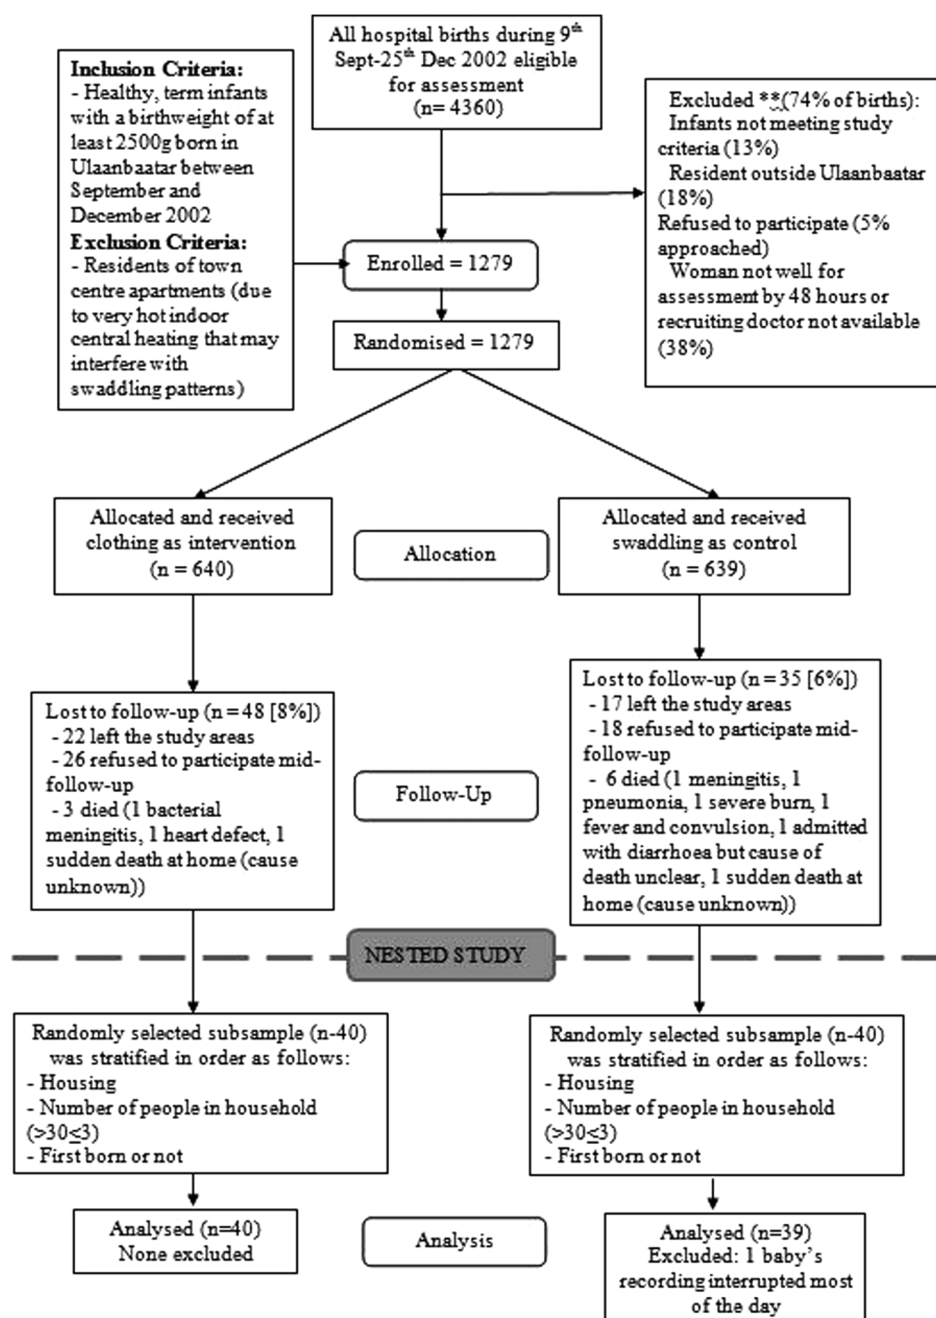 All hospital births during 9th
Sept-25th Dec 2002 eligible
for assessment
(n= 4360)
Inclusion Criteria:
- Healthy, term infants
with a birthweight of at
least 2500g born in
Ulaanbaatar between
September and
December 2002
Exclusion Criteria:
- Residents of town
centre apartments (due
to very hot indoor
central heating that may
interfere with
swaddling patterns)
Excluded **(74% of births):
Infants not meeting study
criteria (13%)
Resident outside Ulaanbaatar
(18%)
Refused to participate (5%
approached)
Woman not well for
assessment by 48 hours or
recruiting doctor not available
(38%)
Enrolled = 1279
Randomised = 1279
Allocated and received
clothing as intervention
(n = 640)
Allocation
Allocated and received
swaddling as control
(n = 639)
Lost to follow-up (n = 48 [8%])
- 22 left the study areas
- 26 refused to participate mid-
follow-up
- 3 died (1 bacterial
meningitis, 1 heart defect, 1
sudden death at home (cause
unknown))
Follow-Up
Lost to follow-up (n = 35 [6%])
- 17 left the study areas
- 18 refused to participate mid-
follow-up
- 6 died (1 meningitis, 1
pneumonia, 1 severe burn, 1
fever and convulsion, 1 admitted
with diarrhoea but cause of
death unclear, 1 sudden death at
home (cause unknown))
NESTED STUDY
Randomly selected subsample (n-40)
was stratified in order as follows:
- Housing
- Number of people in household
(>30≤3)
- First born or not
Randomly selected subsample (n-40)
was stratified in order as follows:
- Housing
- Number of people in household
(>30≤3)
- First born or not
Analysed (n=40)
None excluded
Analysis
Analysed (n=39)
Excluded: 1 baby's
recording interrupted most
of the day